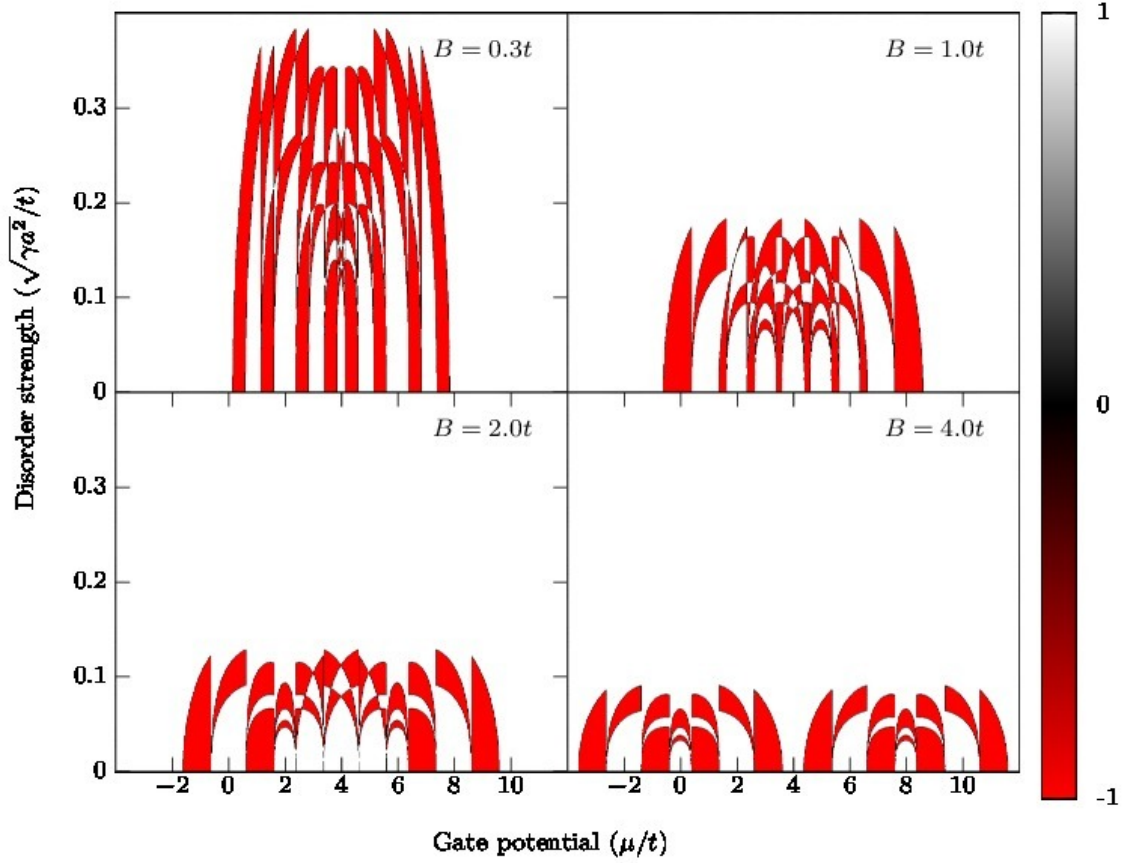 B = 0.3t
B = 1.0t
1
0.3
0.2
0.1
0
0
B = 2.0t
B = 4.0t
0.3
0.2
0.1
0
-1
−2 0 2 4 6 8 10
−2 0 2 4 6 8 10
Disorder strength (√γa²/t)
Gate potential (μ/t)